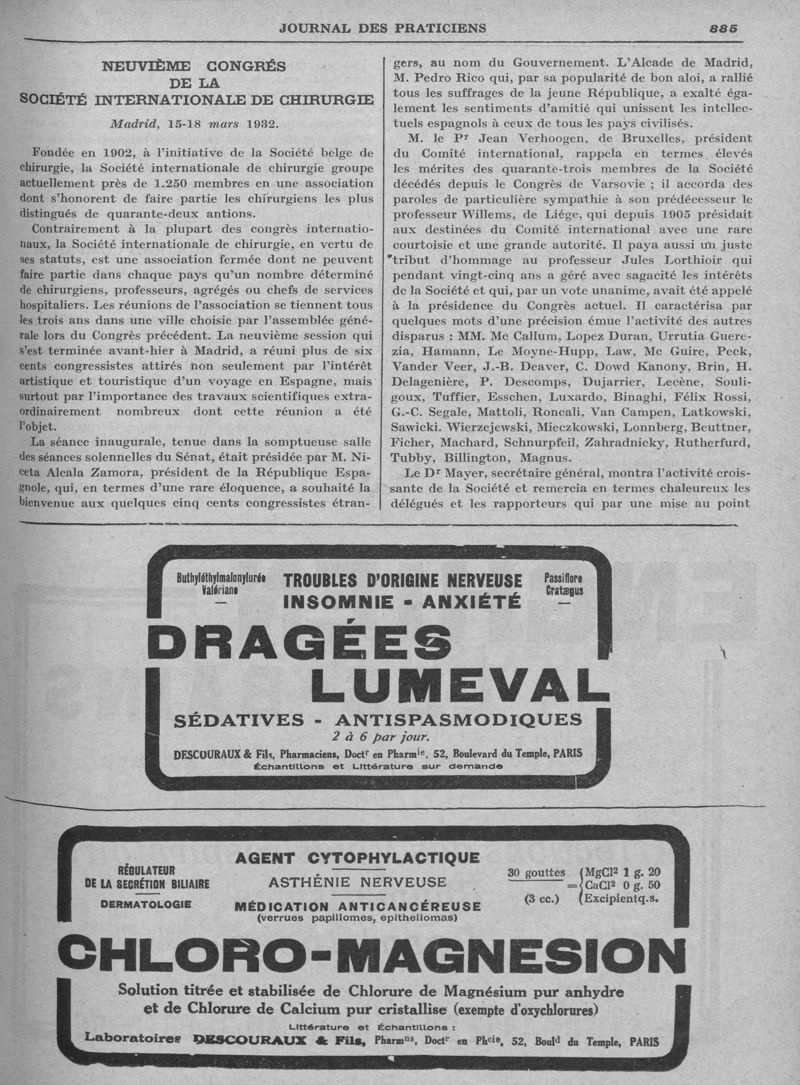 JOURNAL DES PRATICIENS 885
NEUVIÈME CONGRÉS
DE LA
SOCIÉTÉ INTERNATIONALE DE CHIRURGIE
Madrid, 15-18 mars 1932.
Fondée en 1902, à l'initiative de la Société belge de
chirurgie, la Société internationale de chirurgie groupe
actuellement près de 1.250 membres en une association
dont s'honorent de faire partie les chirurgiens les plus
distingués de quarante-deux antions.
Contrairement à la plupart des congrès internatio-
naux, la Société internationale de chirurgie, en vertu de
ses statuts, est une association fermée dont ne peuvent
faire partie dans chaque pays qu'un nombre déterminé
de chirurgiens, professeurs, agrégés ou chefs de services
hospitaliers. Les réunions de l'association se tiennent tous
les trois ans dans une ville choisie par l'assemblée géné-
rale lors du Congrès précédent. La neuvième session qui
s'est terminée avant-hier à Madrid, a réuni plus de six
cents congressistes attirés non seulement par l'intérêt
artistique et touristique d'un voyage en Espagne, mais
surtout par l'importance des travaux scientifiques extra-
ordinairement nombreux dont cette réunion a été
l'objet.
La séance inaugurale, tenue dans la somptueuse salle
des séances solennelles du Sénat, était présidée par M. Ni-
ceta Alcala Zamora, président de la République Espa-
gnole, qui, en termes d'une rare éloquence, a souhaité la
bienvenue aux quelques cinq cents congressistes étran-
gers, au nom du Gouvernement. L'Alcade de Madrid,
M. Pedro Rico qui, par sa popularité de bon aloi, a rallié
tous les suffrages de la jeune République, a exalté éga-
lement les sentiments d'amitié qui unissent les intellec-
tuels espagnols à ceux de tous les pays civilisés.
M. le Pr Jean Verhoogen, de Bruxelles, président
du Comité international, rappela en termes élevés
les mérites des quarante-trois membres de la Société
décédés depuis le Congrès de Varsovie ; il accorda des
paroles de particulière sympathie à son prédécesseur le
professeur Willems, de Liége, qui depuis 1905 présidait
aux destinées du Comité international avec une rare
courtoisie et une grande autorité. Il paya aussi un juste
tribut d'hommage au professeur Jules Lorthioir qui
pendant vingt-cinq ans a géré avec sagacité les intérêts
de la Société et qui, par un vote unanime, avait été appelé
à la présidence du Congrès actuel. Il caractérisa par
quelques mots d'une précision émue l'activité des autres
disparus : MM. Mc Callum, Lopez Duran, Urrutia Guere-
zia, Hamann, Le Moyne-Hupp, Law, Mc Guire, Peck,
Vander Veer, J.-B. Deaver, C. Dowd Kanony, Brin, H.
Delagenière, P. Descomps, Dujarrier, Lecène, Souli-
goux, Tuffier, Esschen, Luxardo, Binaghi, Félix Rossi,
G.-C. Segale, Mattoli, Roncali, Van Campen, Latkowski,
Sawicki. Wierzejewski, Mieczkowski, Lonnberg, Beuttner,
Ficher, Machard, Schnurpfeil, Zahradnicky, Rutherfurd,
Tubby, Billington, Magnus.
Le Dr Mayer, secrétaire général, montra l'activité crois-
sante de la Société et remercia en termes chaleureux les
délégués et les rapporteurs qui par une mise au point
Buthyléthylmalonylurée
Valériane
TROUBLES D'ORIGINE NERVEUSE
INSOMNIE - ANXIÉTÉ
Passiflore
Cratægus
DRAGÉES
LUMEVAL
SÉDATIVES - ANTISPASMODIQUES
2 à 6 par jour.
DESCOURAUX & Fils, Pharmaciens, Doctr en Pharmie, 52, Boulevard du Temple, PARIS
Échantillons et Littérature sur demande
RÉGULATEUR
DE LA SECRÉTION BILIAIRE
DERMATOLOGIE
AGENT CYTOPHYLACTIQUE
ASTHÉNIE NERVEUSE
MÉDICATION ANTICANCÉREUSE
(verrues papillomes, epitheliomas)
30 gouttes
(3 cc.)
=
MgCl2 1 g. 20
CaCl2 0 g. 50
Excipient q.s.
CHLORO-MAGNESION
Solution titrée et stabilisée de Chlorure de Magnésium pur anhydre
et de Chlorure de Calcium pur cristallise (exempte d'oxychlorures)
Littérature et Échantillons :
Laboratoires DESCOURAUX & Fils, Pharmns, Doctr en Phcie, 52, Bould du Temple, PARIS